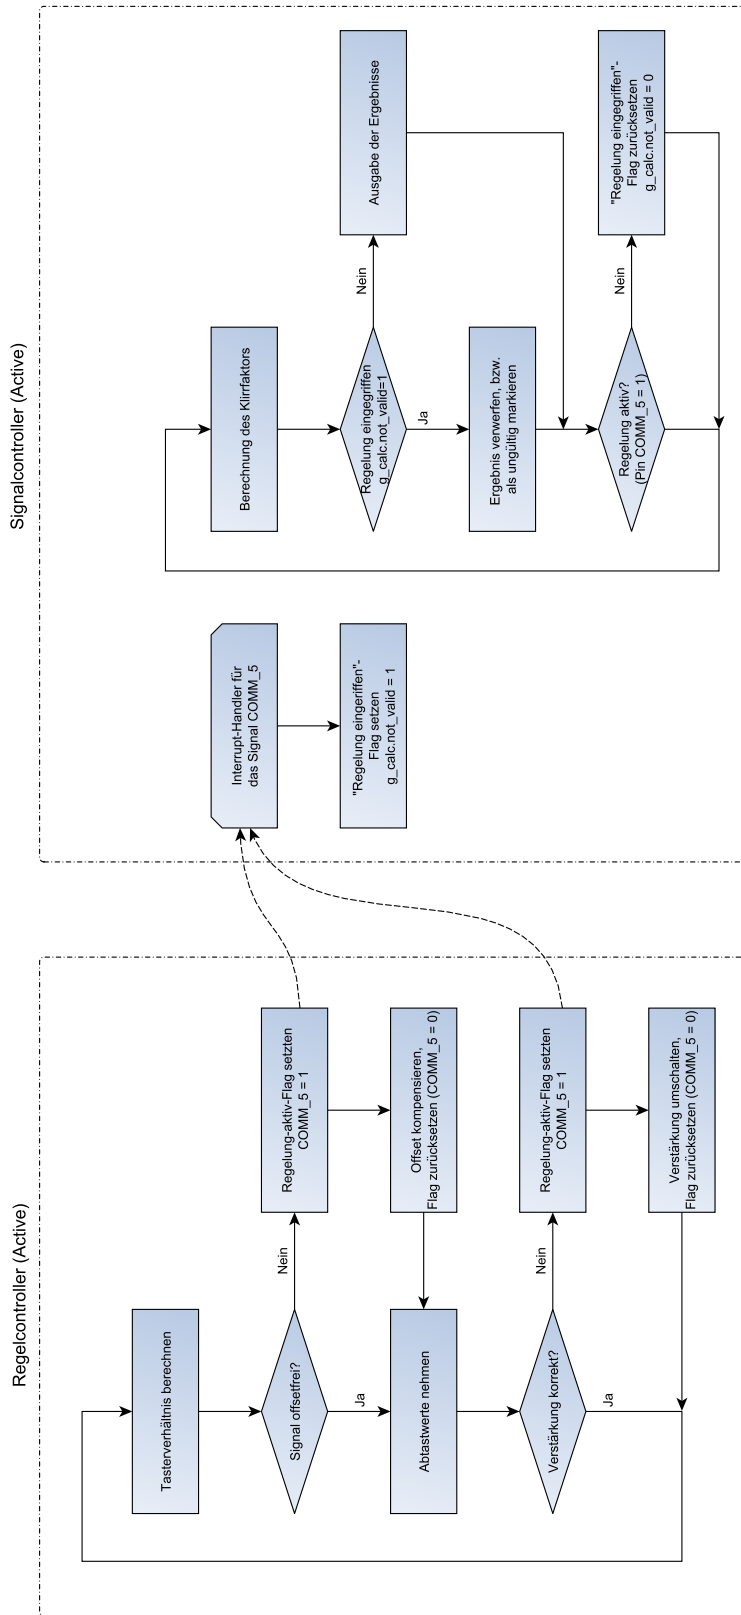 Regelcontroller (Active)
Tasterverhältnis berechnen
Signal offsetfrei?
Nein
Ja
Regelung-aktiv-Flag setzten
COMM_5 = 1
Offset kompensieren,
Flag zurücksetzen (COMM_5 = 0)
Abtastwerte nehmen
Verstärkung korrekt?
Nein
Ja
Regelung-aktiv-Flag setzten
COMM_5 = 1
Verstärkung umschalten,
Flag zurücksetzen (COMM_5 = 0)
Signalcontroller (Active)
Interrupt-Handler für
das Signal COMM_5
"Regelung eingeriffen"-
Flag setzen
g_calc.not_valid = 1
Berechnung des Klirrfaktors
Regelung eingegriffen
g_calc.not_valid=1
Nein
Ja
Ausgabe der Ergebnisse
Ergebnis verwerfen, bzw.
als ungültig markieren
Regelung aktiv?
(Pin COMM_5 = 1)
Nein
"Regelung eingegriffen"-
Flag zurücksetzen
g_calc.not_valid = 0